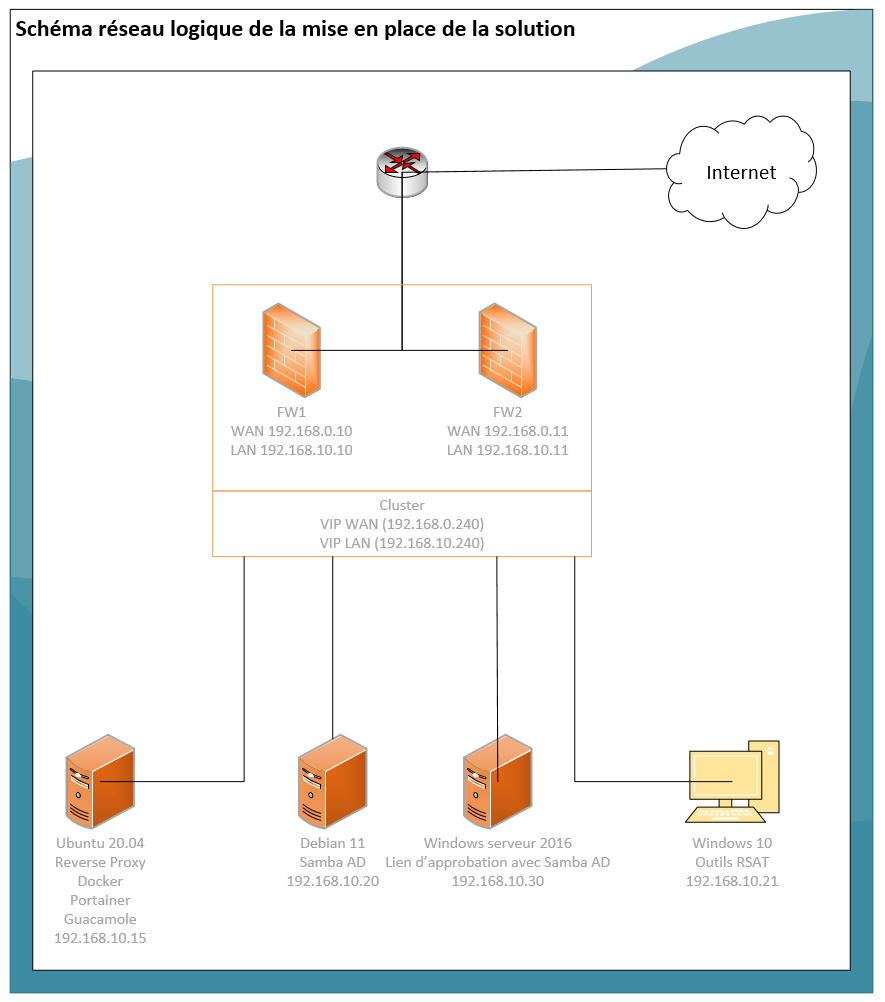 Schéma réseau logique de la mise en place de la solution
Internet
FW1
WAN 192.168.0.10
LAN 192.168.10.10
FW2
WAN 192.168.0.11
LAN 192.168.10.11
Cluster
VIP WAN (192.168.0.240)
VIP LAN (192.168.10.240)
Ubuntu 20.04
Reverse Proxy
Docker
Portainer
Guacamole
192.168.10.15
Debian 11
Samba AD
192.168.10.20
Windows serveur 2016
Lien d’approbation avec Samba AD
192.168.10.30
Windows 10
Outils RSAT
192.168.10.21